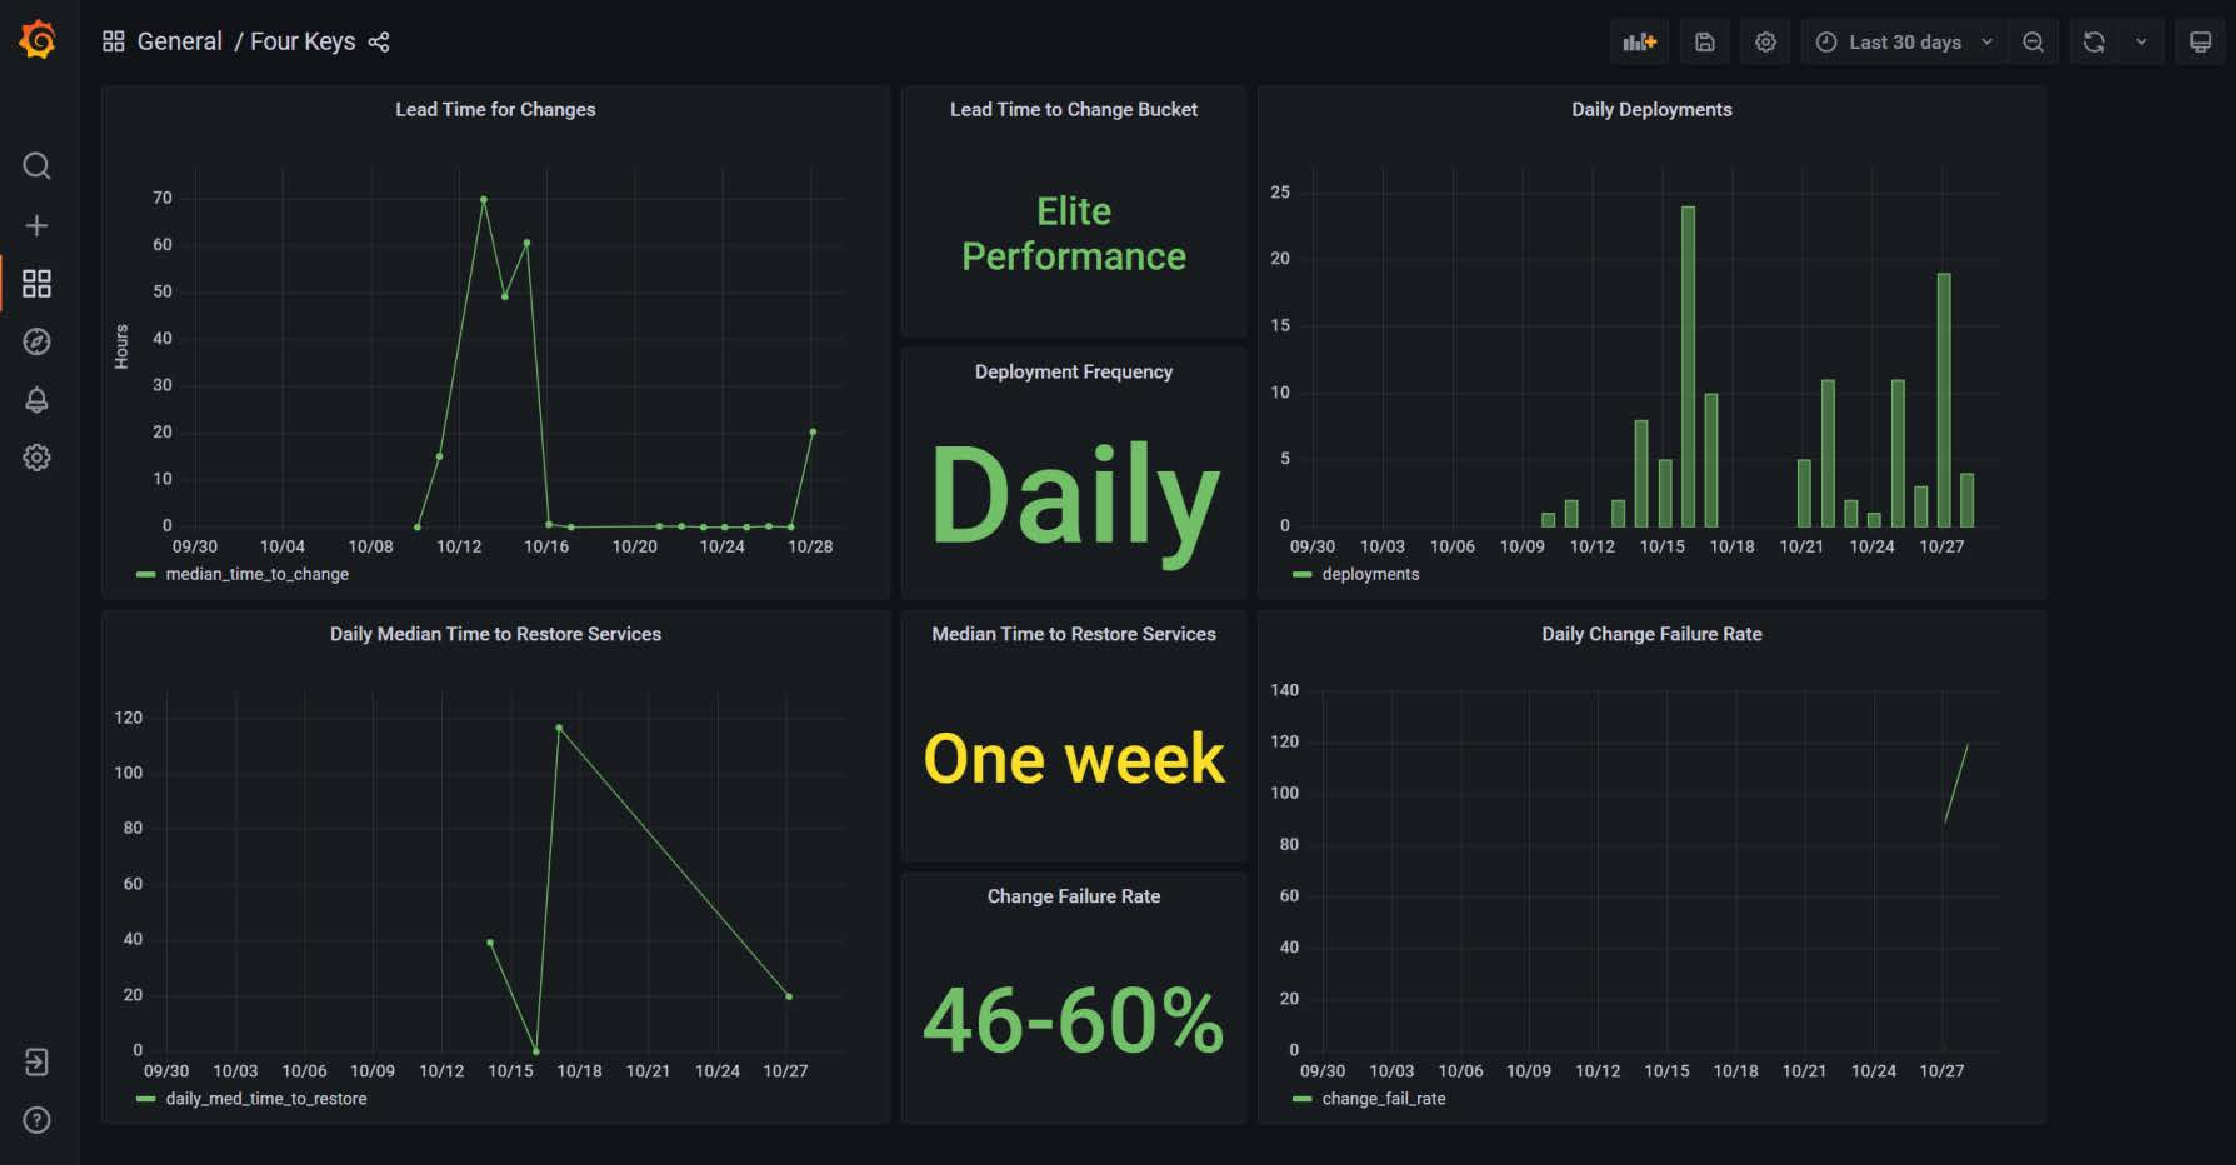 General / Four Keys
Last 30 days
Lead Time for Changes
70
60
50
40
30
20
10
0
Hours
09/30 10/04 10/08 10/12 10/16 10/20 10/24 10/28
median_time_to_change
Lead Time to Change Bucket
Elite
Performance
Deployment Frequency
Daily
Daily Deployments
25
20
15
10
5
0
09/30 10/03 10/06 10/09 10/12 10/15 10/18 10/21 10/24 10/27
deployments
Daily Median Time to Restore Services
120
100
80
60
40
20
0
09/30 10/03 10/06 10/09 10/12 10/15 10/18 10/21 10/24 10/27
daily_med_time_to_restore
Median Time to Restore Services
One week
Change Failure Rate
46-60%
Daily Change Failure Rate
140
120
100
80
60
40
20
0
09/30 10/03 10/06 10/09 10/12 10/15 10/18 10/21 10/24 10/27
change_fail_rate